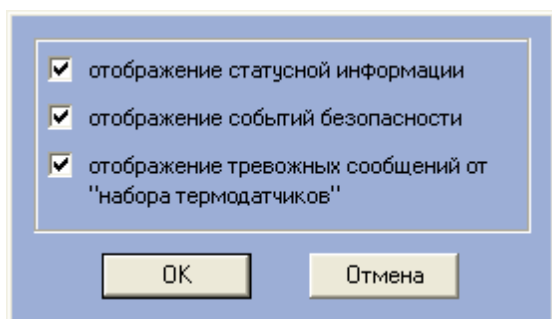 отображение статусной информации
отображение событий безопасности
отображение тревожных сообщений от
"набора термодатчиков"
OK
Отмена